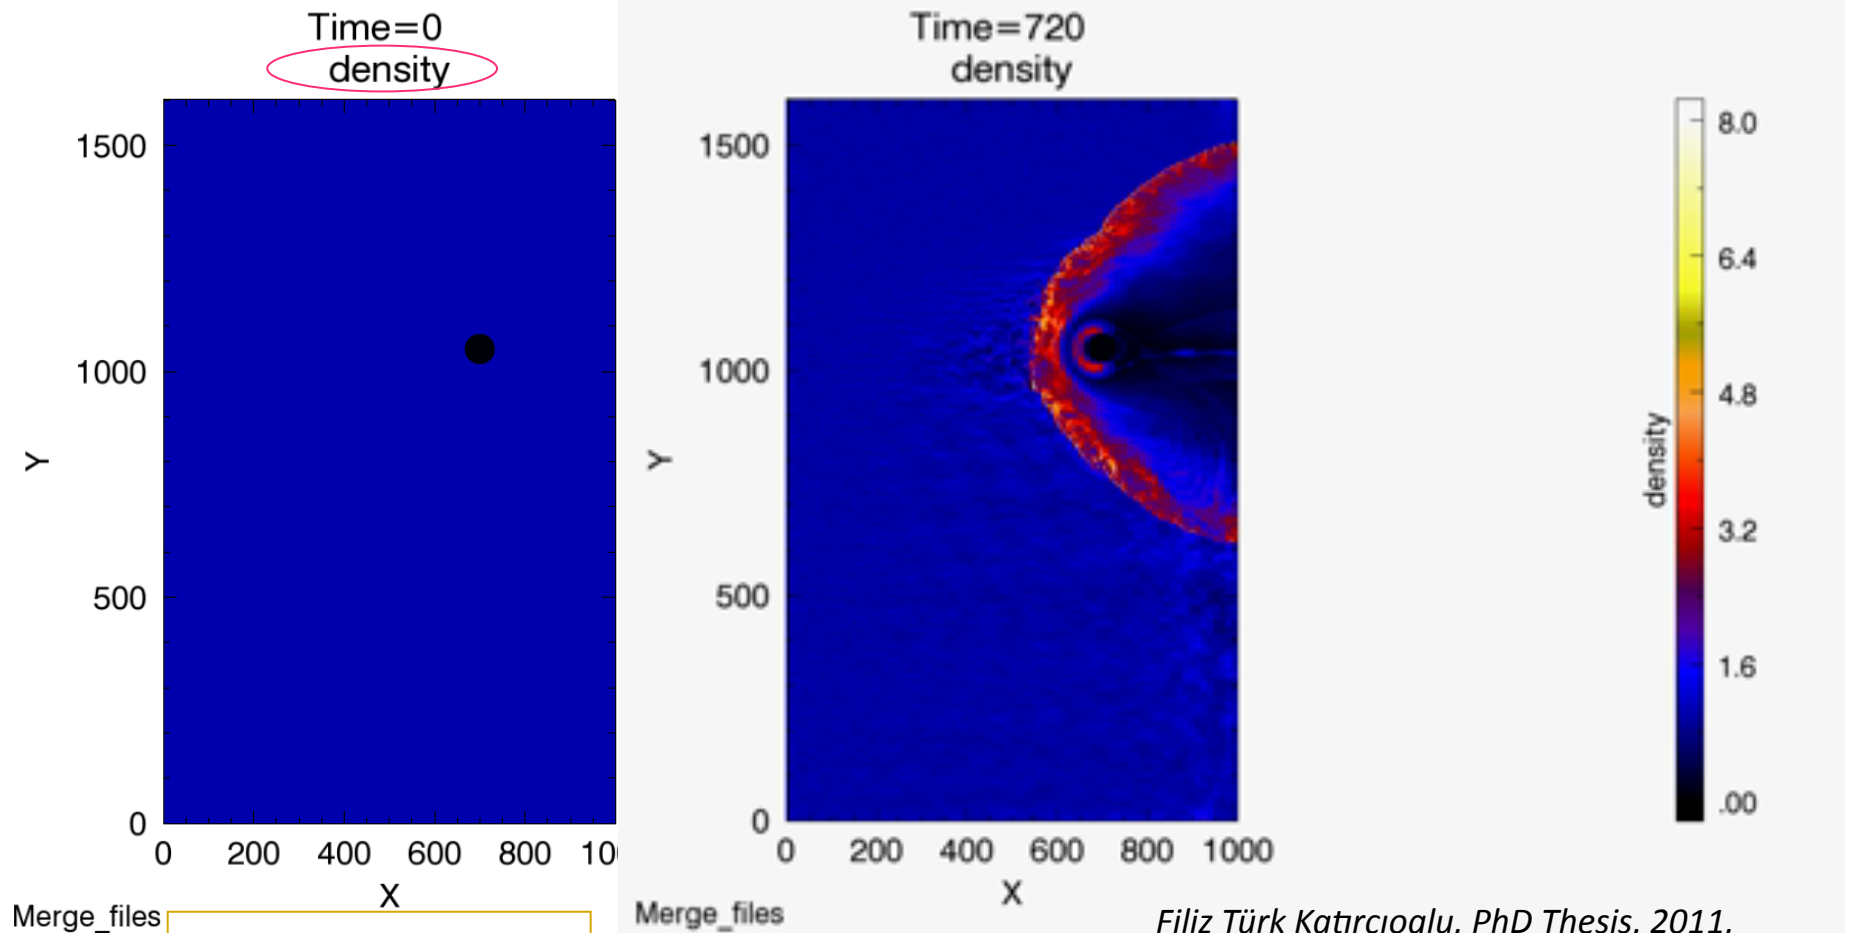 Time=0
density
1500
1000
500
0
Y
0 200 400 600 800 10
X
Merge_files
Time=720
density
1500
1000
500
0
Y
0 200 400 600 800 1000
X
Merge_files
8.0
6.4
4.8
3.2
1.6
.00
density
Filiz Türk Katırcıoglu, PhD Thesis, 2011.